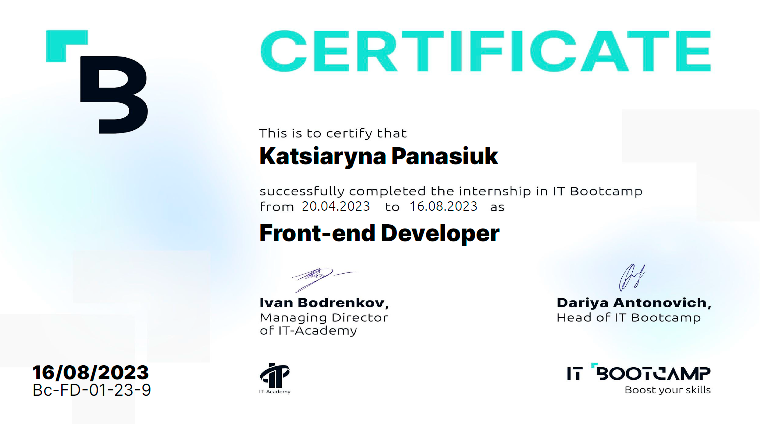 B
CERTIFICATE
This is to certify that
Katsiaryna Panasiuk
successfully completed the internship in IT Bootcamp
from 20.04.2023 to 16.08.2023 as
Front-end Developer
Ivan Bodrenkov,
Managing Director
of IT-Academy
Dariya Antonovich,
Head of IT Bootcamp
16/08/2023
Bc-FD-01-23-9
IT Academy
IT BOOTCAMP
Boost your skills